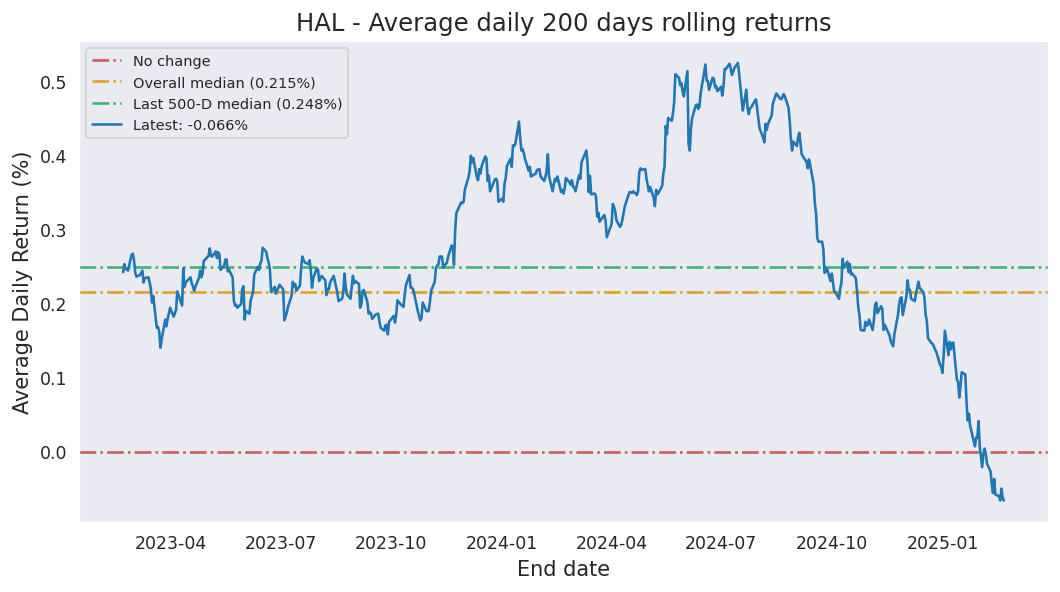 HAL - Average daily 200 days rolling returns
No change
Overall median (0.215%)
Last 500-D median (0.248%)
Latest: -0.066%
Average Daily Return (%)
0.5
0.4
0.3
0.2
0.1
0.0
2023-04 2023-07 2023-10 2024-01 2024-04 2024-07 2024-10 2025-01
End date